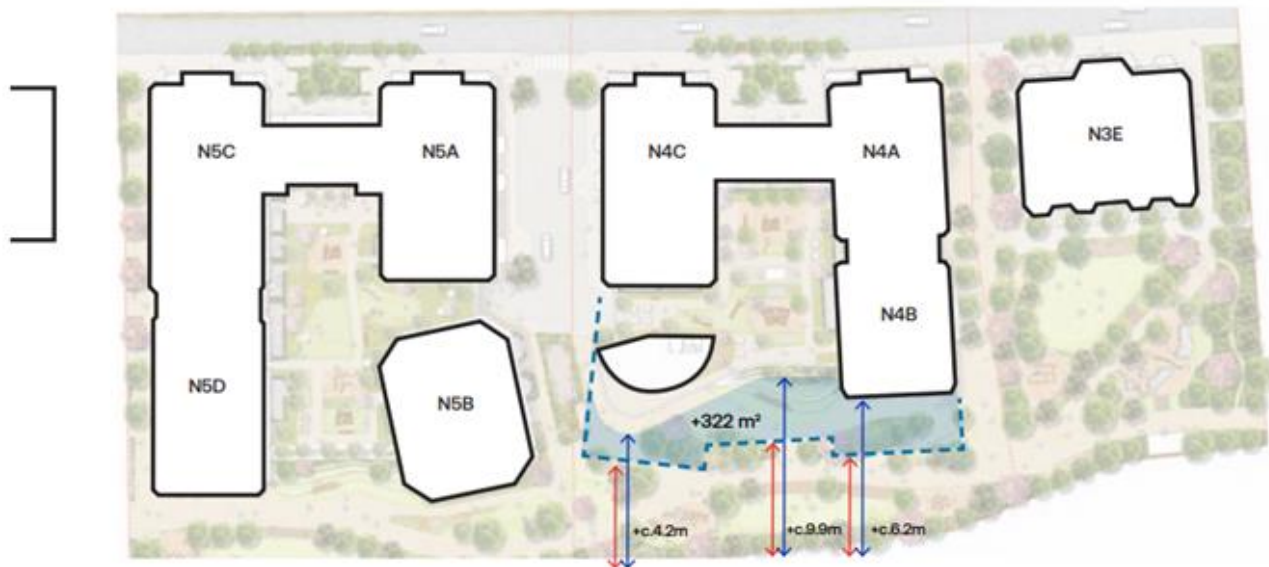 N5C
N5A
N4C
N4A
N3E
N4B
N5D
N5B
+322 m²
+c.4.2m
+c.9.9m
+c.6.2m